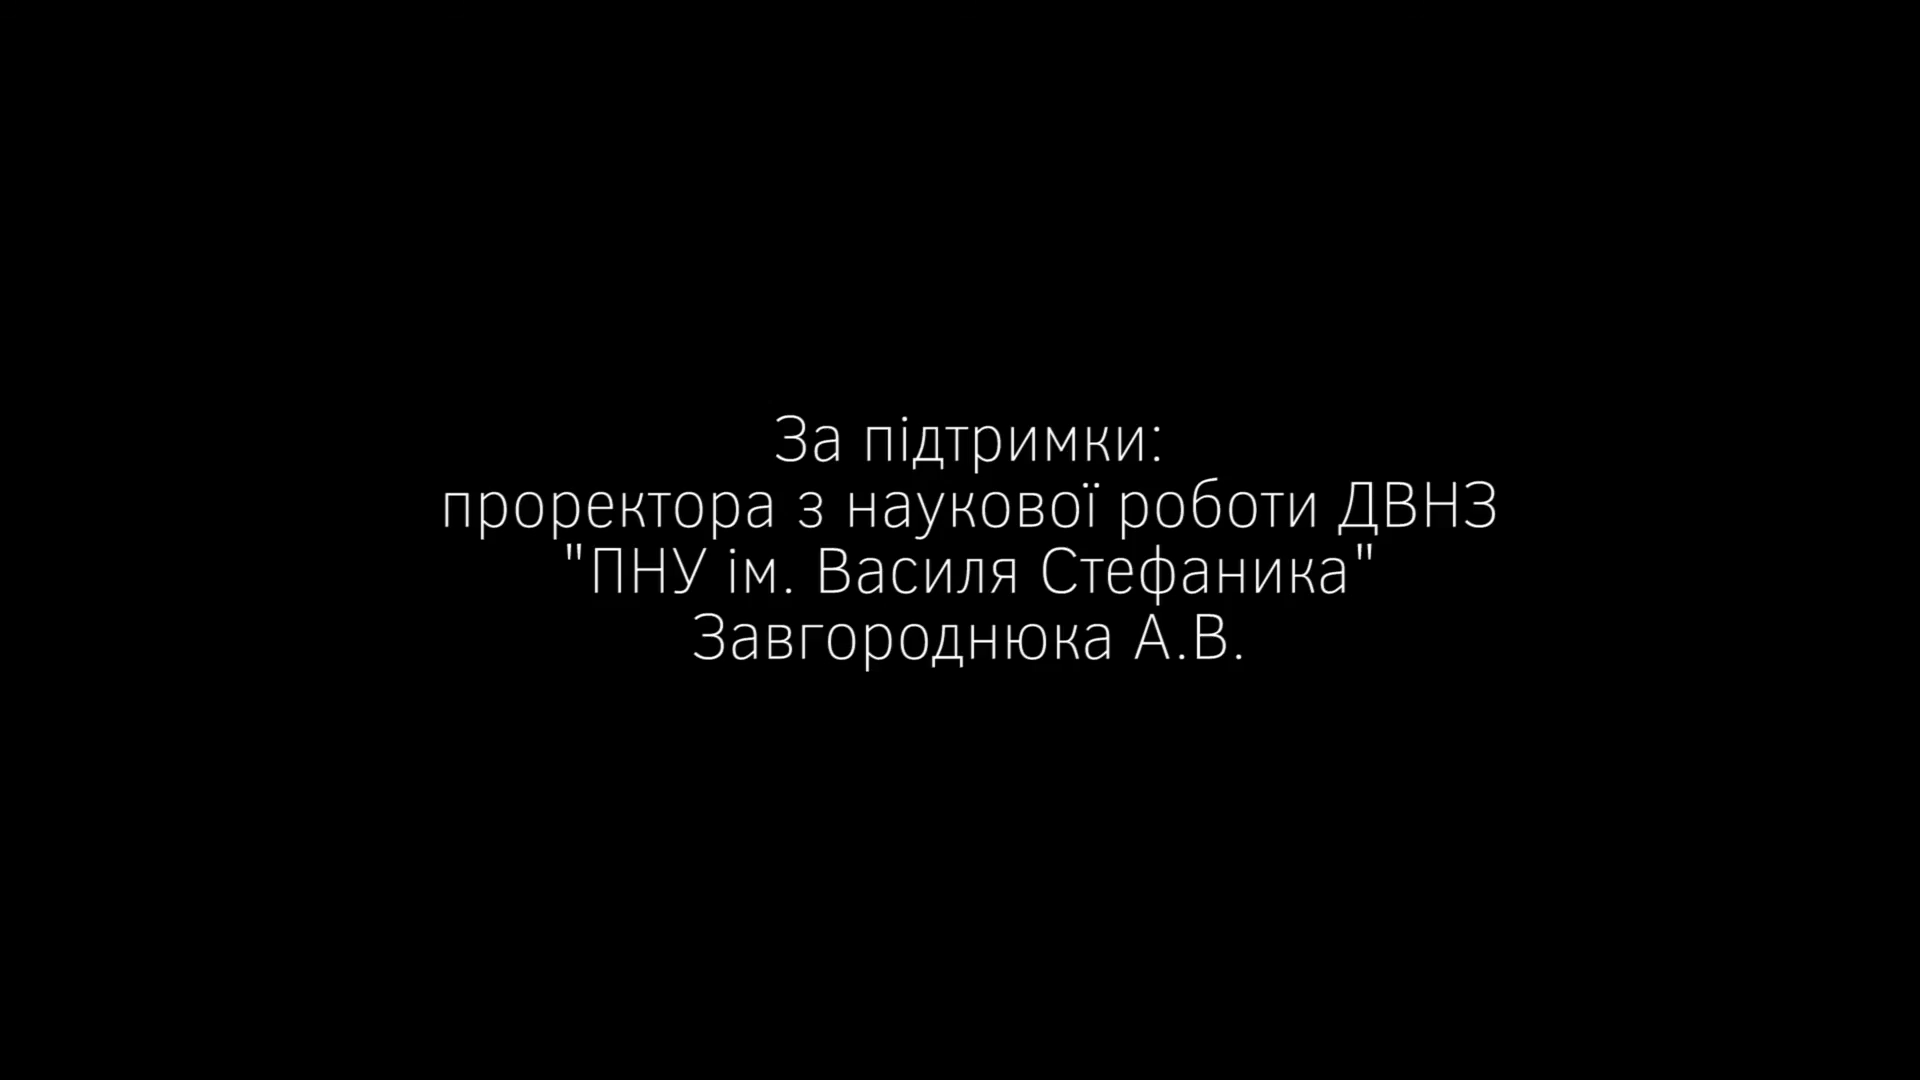 За підтримки:
проректора з наукової роботи ДВНЗ
"ПНУ ім. Василя Стефаника"
Завгороднюка А.В.